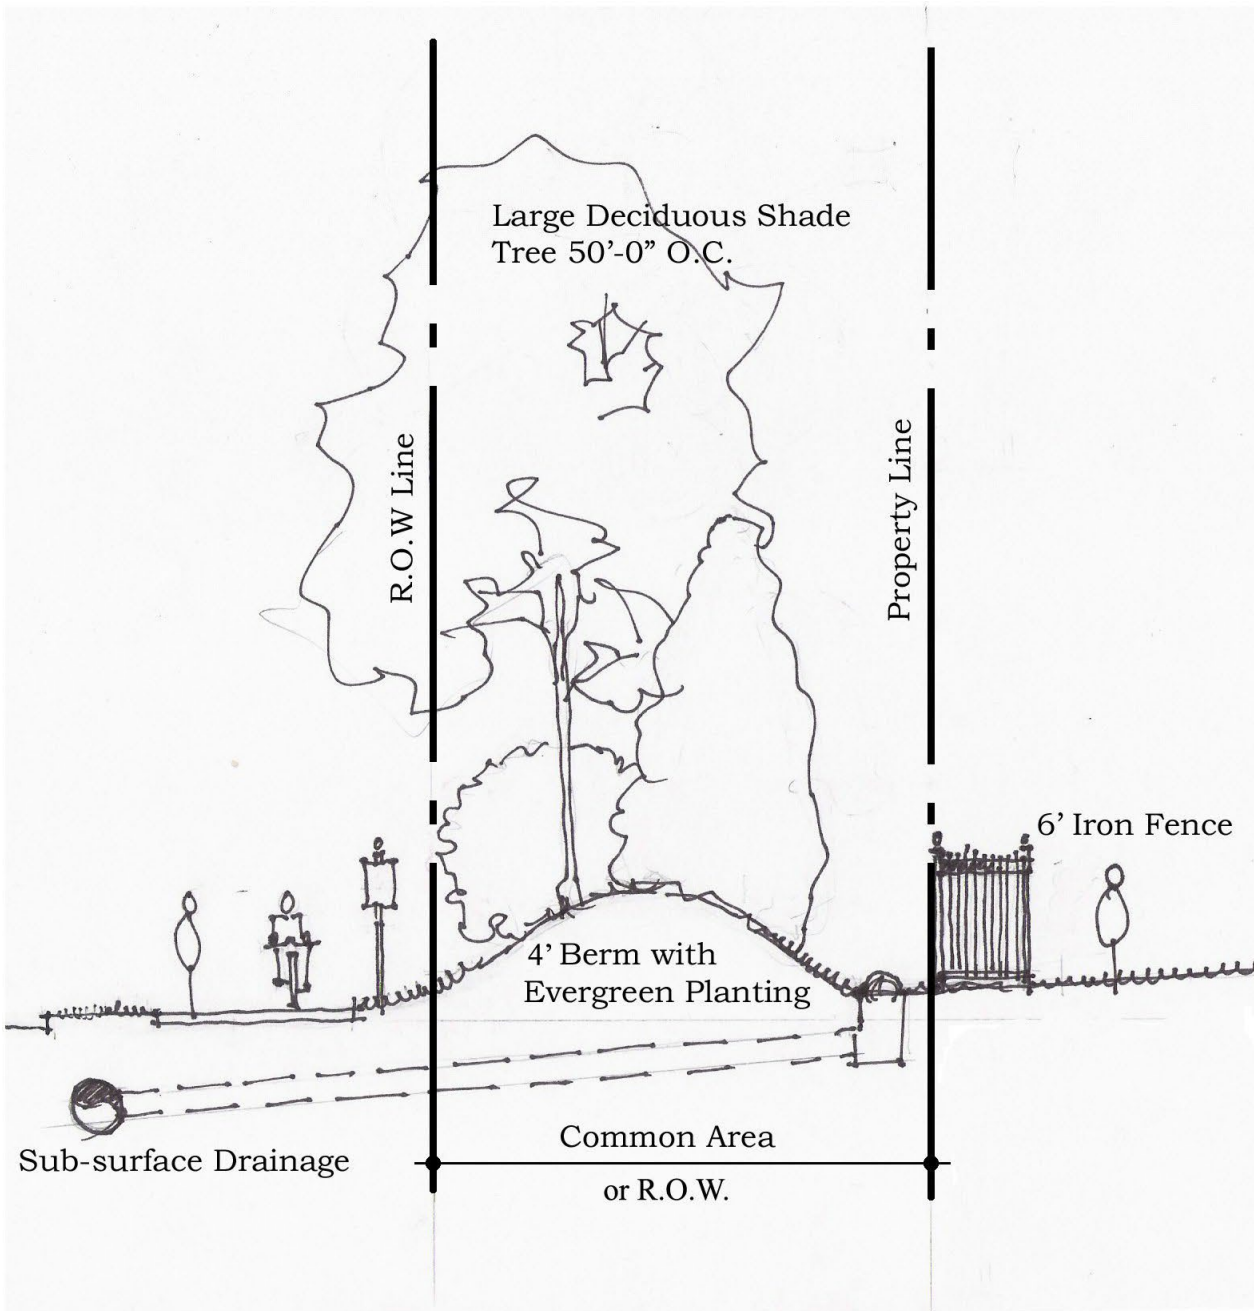 Large Deciduous Shade
Tree 50’-0” O.C.
R.O.W Line
Property Line
6’ Iron Fence
4’ Berm with
Evergreen Planting
Sub-surface Drainage
Common Area
or R.O.W.